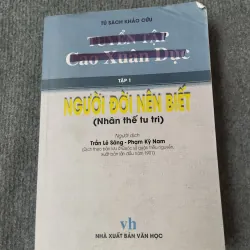 TỦ SÁCH KHẢO CỨU
TUYỂN TẬP
Cao Xuân Dục
TẬP 1
NGƯỜI ĐỜI NÊN BIẾT
(Nhân thế tu tri)
Người dịch
Trần Lê Sáng - Phạm Kỳ Nam
vh
NHÀ XUẤT BẢN VĂN HỌC